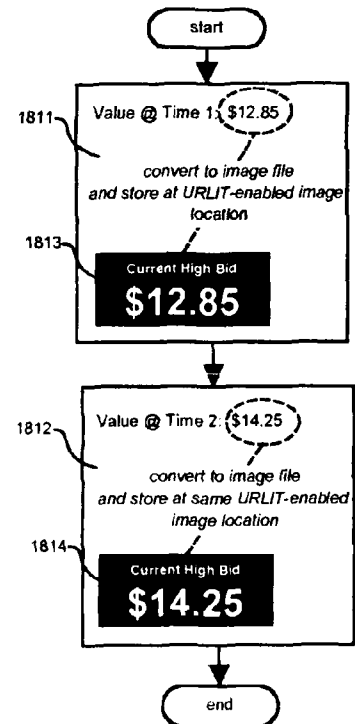 start
1811
Value @ Time 1: $12.85
convert to image file
and store at URLIT-enabled image
location
1813
Current High Bid
$12.85
1812
Value @ Time 2: $14.25
convert to image file
and store at same URLIT-enabled
image location
1814
Current High Bid
$14.25
end